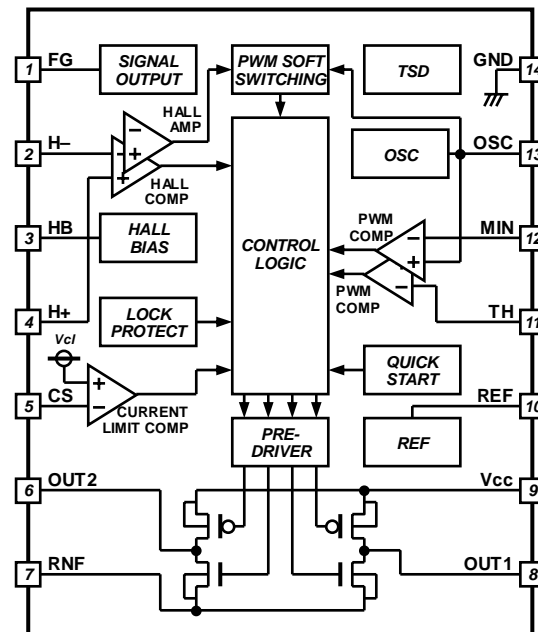 1 FG
SIGNAL
OUTPUT
PWM SOFT
SWITCHING
TSD
GND 14
HALL
AMP
2 H–
–
+
–
+
HALL
COMP
OSC
OSC 13
3 HB
HALL
BIAS
CONTROL
LOGIC
PWM
COMP
–
+
MIN 12
4 H+
LOCK
PROTECT
PWM
COMP
–
TH 11
Vcl
5 CS
+
–
CURRENT
LIMIT COMP
QUICK
START
REF 10
PRE-
DRIVER
REF
6 OUT2
Vcc 9
7 RNF
OUT1 8